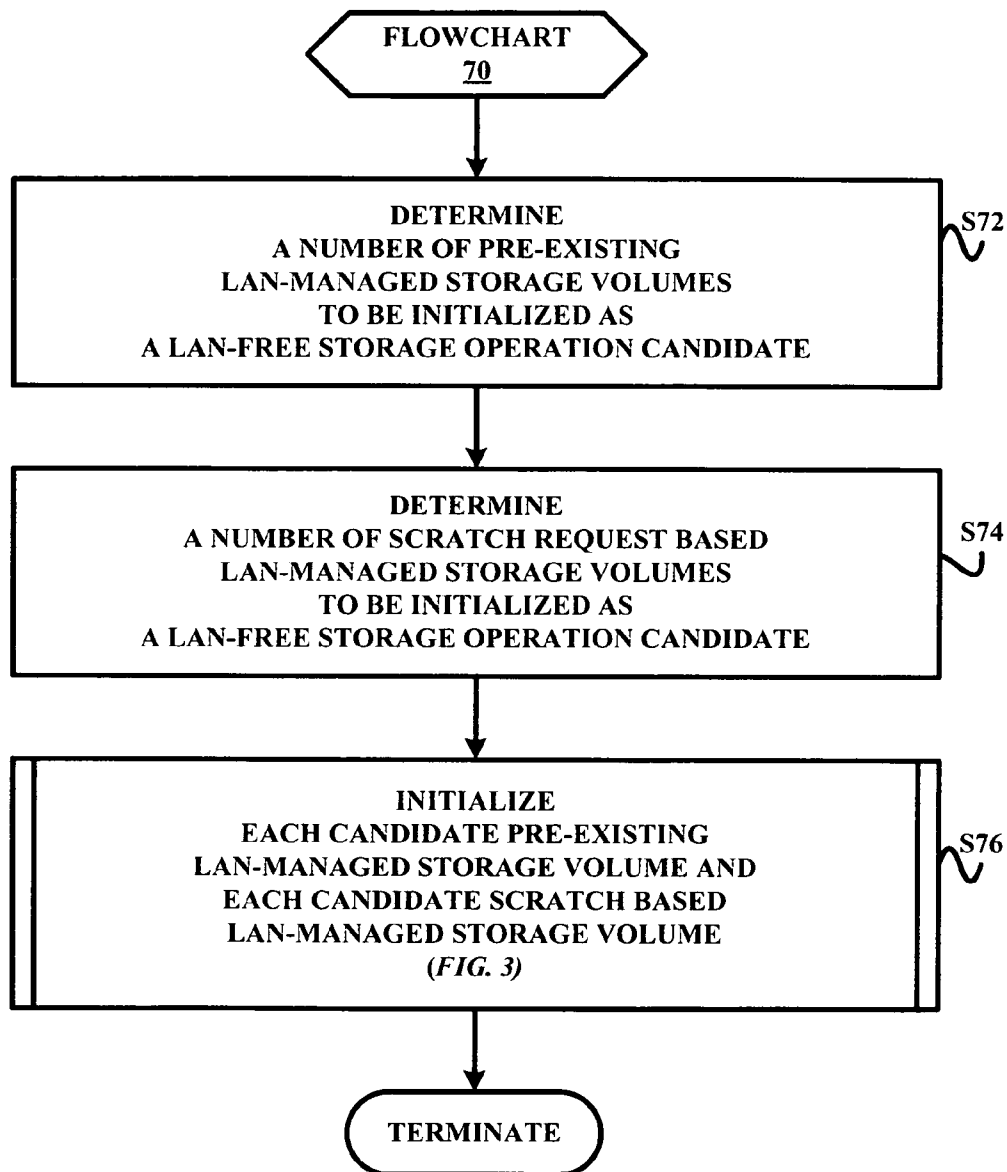 FLOWCHART
70
DETERMINE
A NUMBER OF PRE-EXISTING
LAN-MANAGED STORAGE VOLUMES
TO BE INITIALIZED AS
A LAN-FREE STORAGE OPERATION CANDIDATE
S72
DETERMINE
A NUMBER OF SCRATCH REQUEST BASED
LAN-MANAGED STORAGE VOLUMES
TO BE INITIALIZED AS
A LAN-FREE STORAGE OPERATION CANDIDATE
S74
INITIALIZE
EACH CANDIDATE PRE-EXISTING
LAN-MANAGED STORAGE VOLUME AND
EACH CANDIDATE SCRATCH BASED
LAN-MANAGED STORAGE VOLUME
(FIG. 3)
S76
TERMINATE